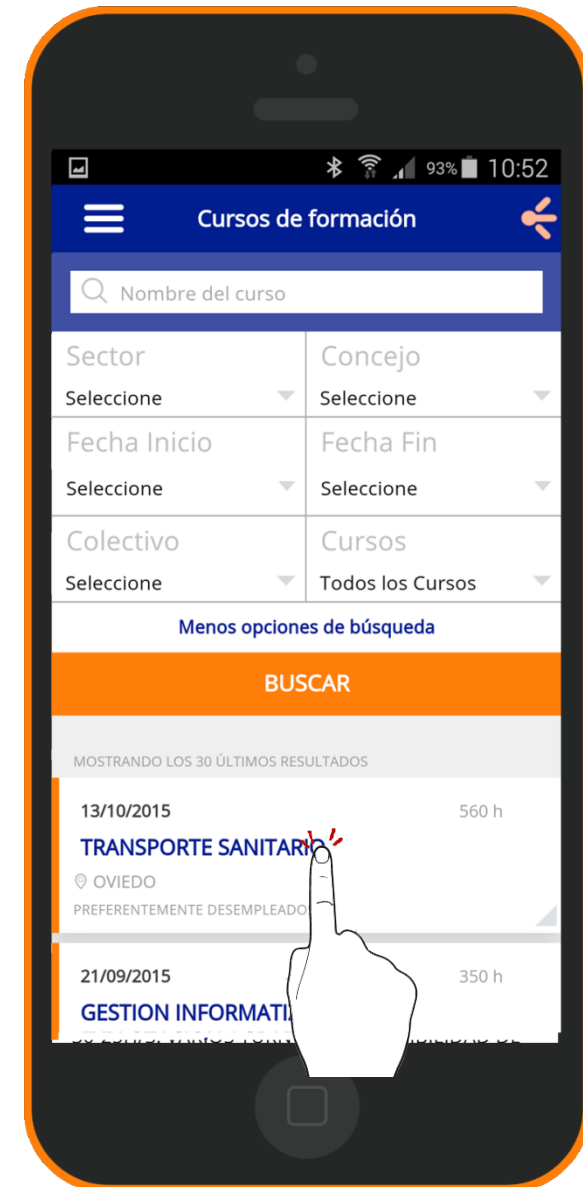 93% 10:52
Cursos de formación
Nombre del curso
Sector Concejo
Seleccione Seleccione
Fecha Inicio Fecha Fin
Seleccione Seleccione
Colectivo Cursos
Seleccione Todos los Cursos
Menos opciones de búsqueda
BUSCAR
MOSTRANDO LOS 30 ÚLTIMOS RESULTADOS
13/10/2015 560 h
TRANSPORTE SANITARIO
OVIEDO
PREFERENTEMENTE DESEMPLEADO
21/09/2015 350 h
GESTION